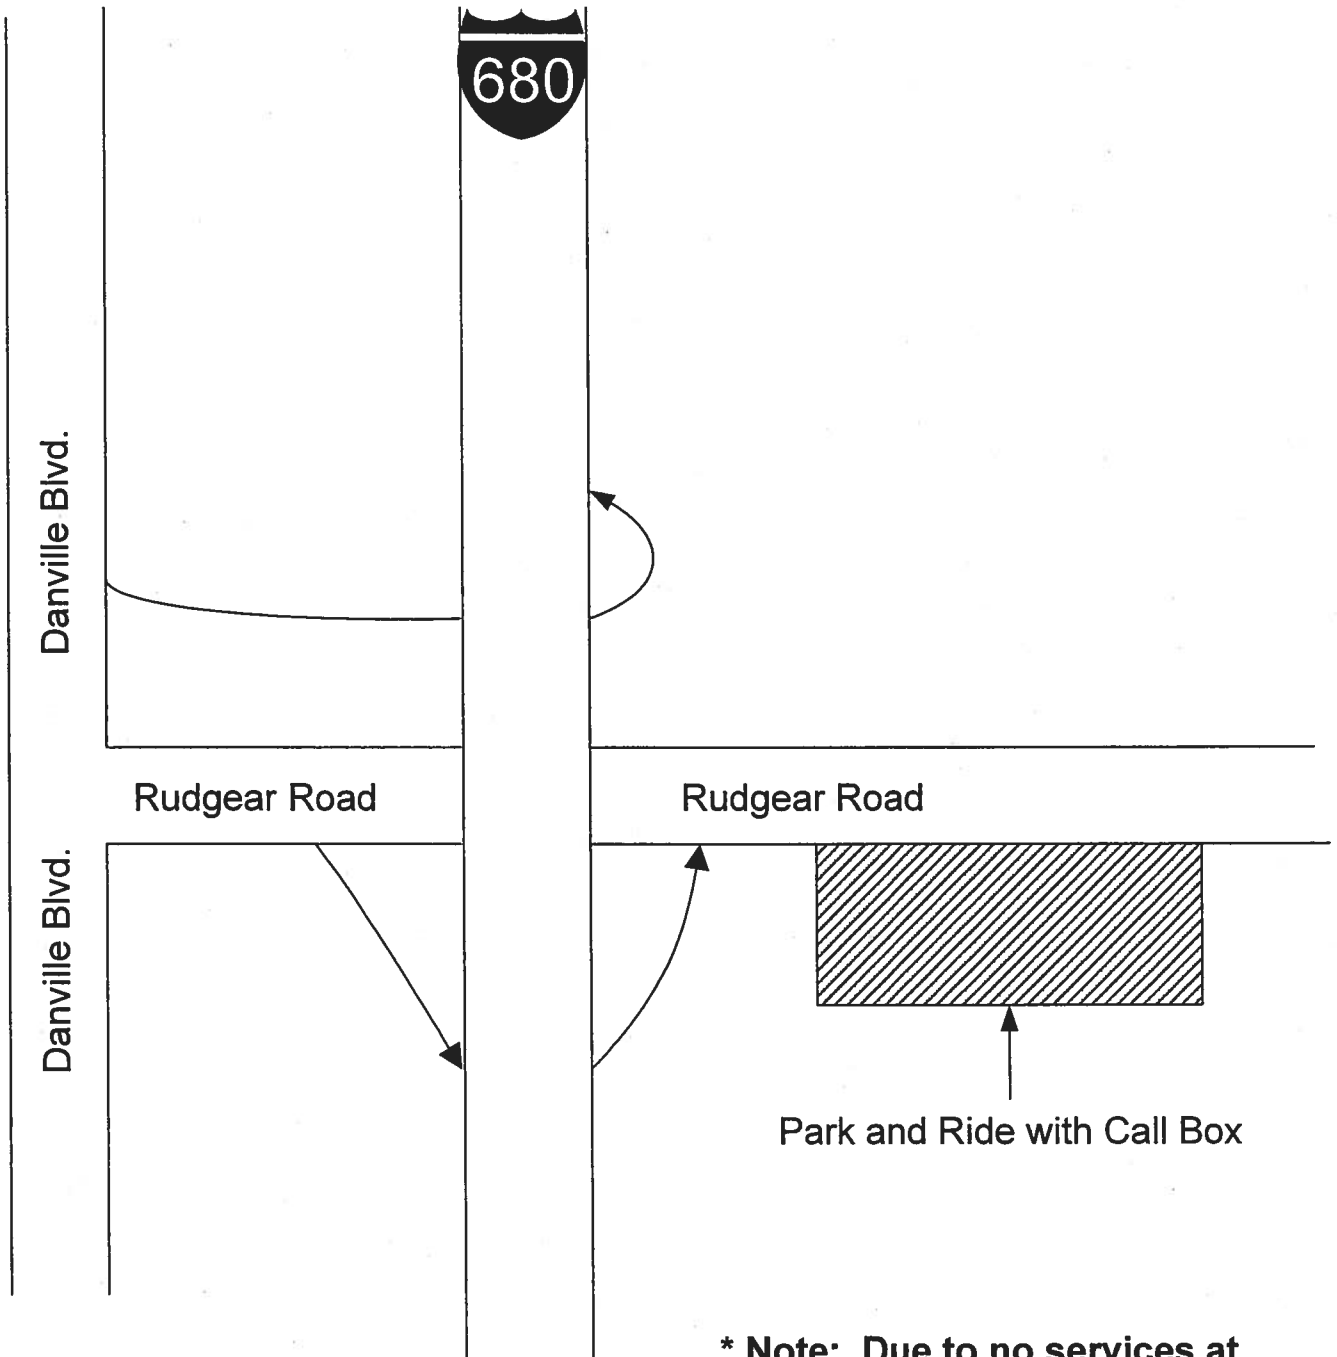 680
Danville Blvd.
Rudgear Road
Rudgear Road
Danville Blvd.
Park and Ride with Call Box
* Note: Due to no services at